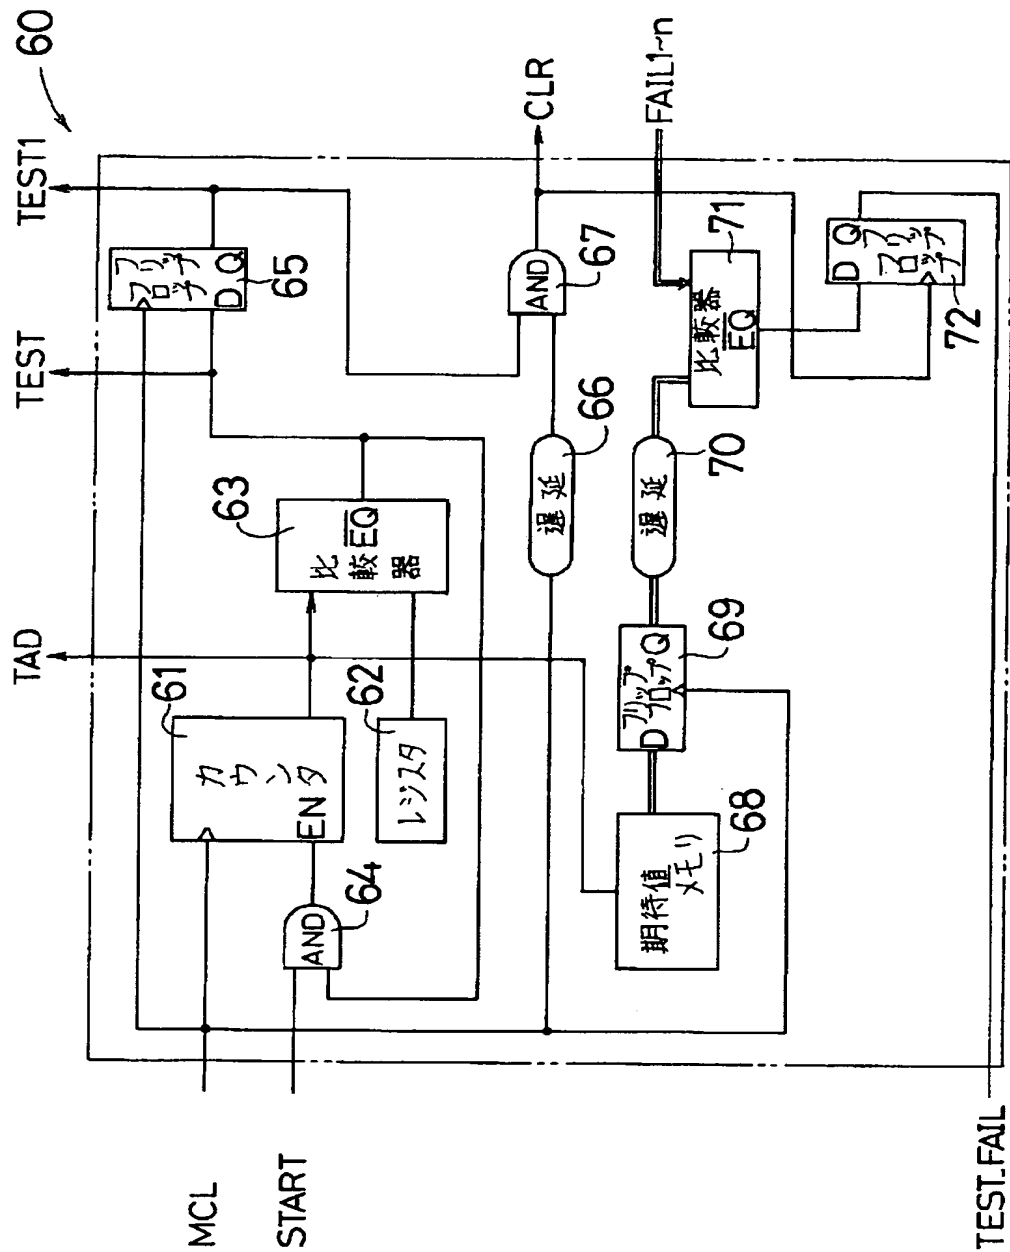 60
TEST1
TEST
TAD
CLR
FAIL1~n
MCL
START
TEST.FAIL
61
カウンタ
EN
62
レジスタ
63
比較器
EQ
64
AND
65
フリップ
フロップ
D Q
66
遅延
67
AND
68
期待値
メモリ
69
フリップ
フロップ
D Q
70
遅延
71
比較器
EQ
72
フリップ
フロップ
D Q